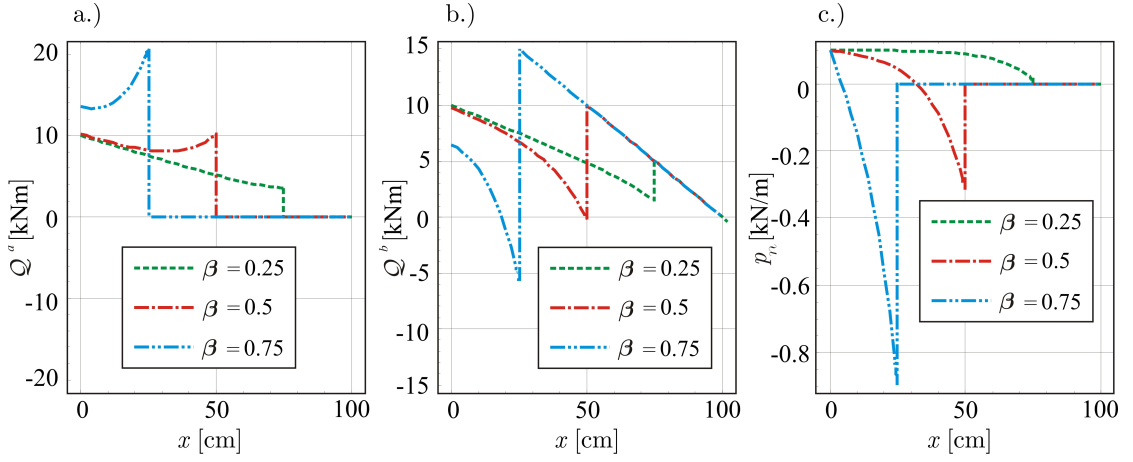 a.)
20
10
0
-10
-20
Q^a [kNm]
β = 0.25
β = 0.5
β = 0.75
0 50 100
x [cm]
b.)
15
10
5
0
-5
-10
-15
Q^b [kNm]
β = 0.25
β = 0.5
β = 0.75
0 50 100
x [cm]
c.)
0
-0.2
-0.4
-0.6
-0.8
p_n [kN/m]
β = 0.25
β = 0.5
β = 0.75
0 50 100
x [cm]